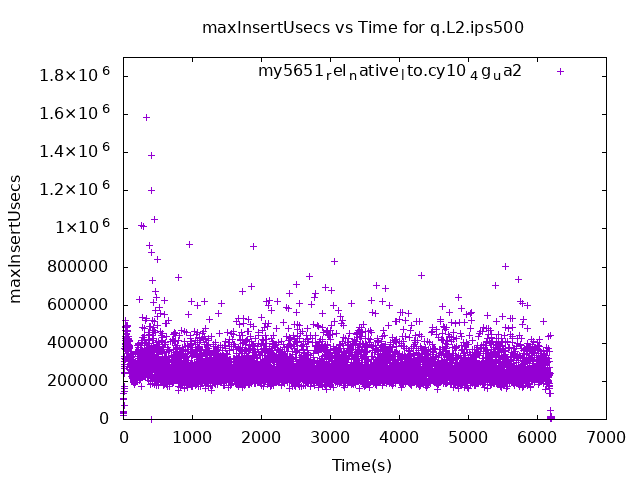 maxInsertUsecs vs Time for q.L2.ips500
my5651relnativelto.cy104gua2
1.8×10^6
1.6×10^6
1.4×10^6
1.2×10^6
1×10^6
800000
600000
400000
200000
0
maxInsertUsecs
0 1000 2000 3000 4000 5000 6000 7000
Time(s)